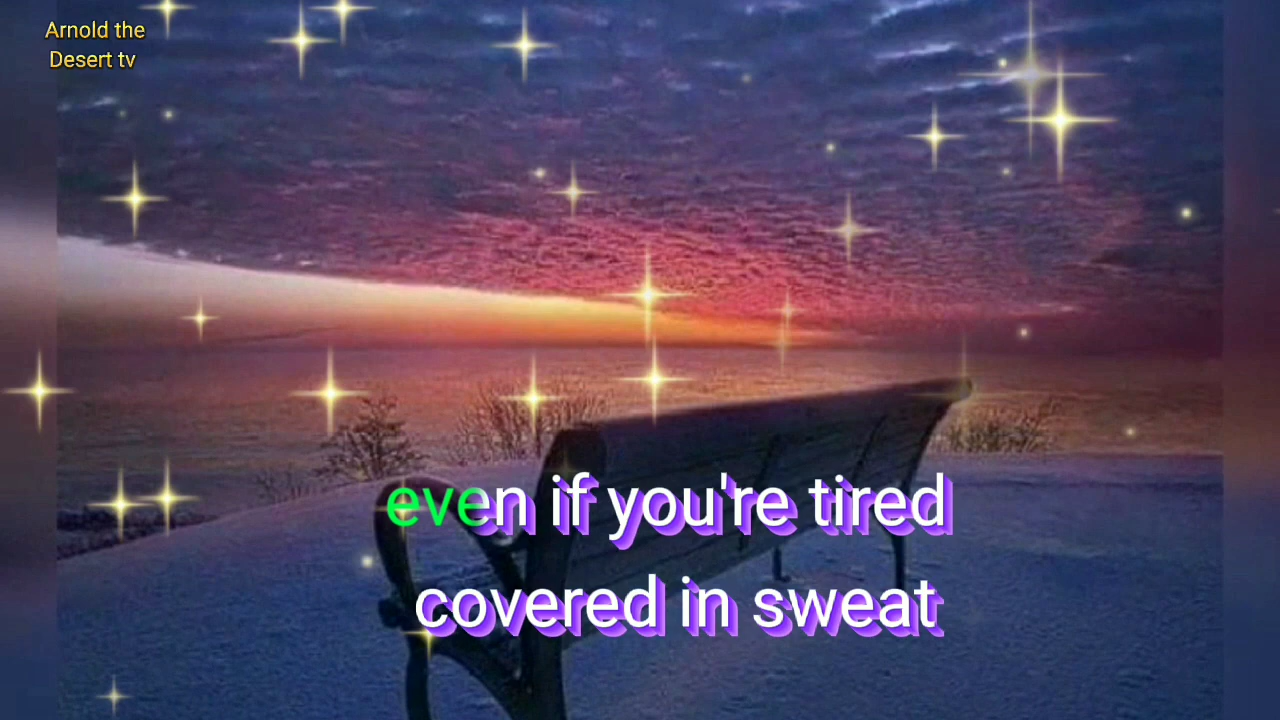 Arnold the
Desert tv
even if you're tired
covered in sweat